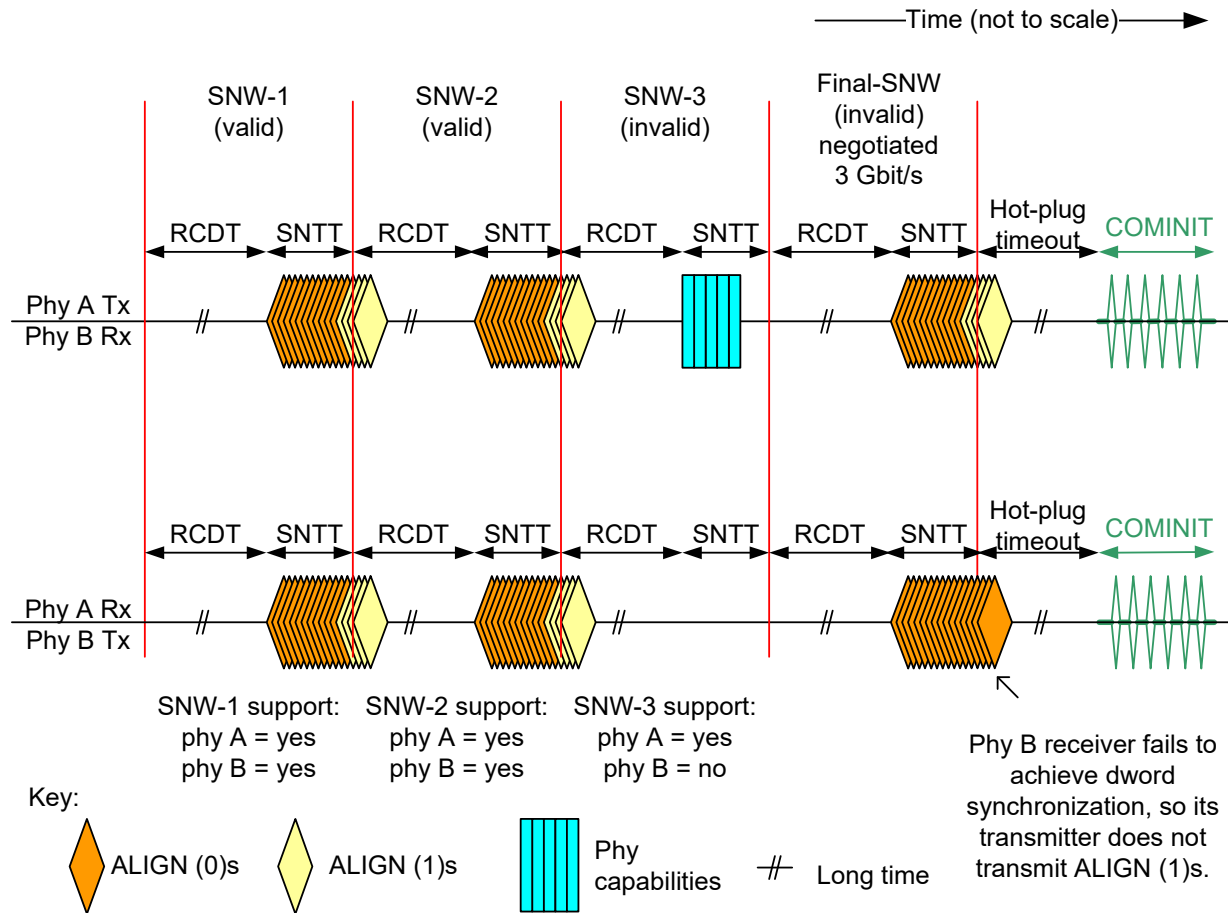 Time (not to scale)
SNW-1
(valid)
SNW-2
(valid)
SNW-3
(invalid)
Final-SNW
(invalid)
negotiated
3 Gbit/s
RCDT
SNTT
RCDT
SNTT
RCDT
SNTT
RCDT
SNTT
Hot-plug
timeout
COMINIT
Phy A Tx
Phy B Rx
RCDT
SNTT
RCDT
SNTT
RCDT
SNTT
RCDT
SNTT
Hot-plug
timeout
COMINIT
Phy A Rx
Phy B Tx
SNW-1 support:
phy A = yes
phy B = yes
SNW-2 support:
phy A = yes
phy B = yes
SNW-3 support:
phy A = yes
phy B = no
Phy B receiver fails to
achieve dword
synchronization, so its
transmitter does not
transmit ALIGN (1)s.
Key:
ALIGN (0)s
ALIGN (1)s
Phy
capabilities
Long time